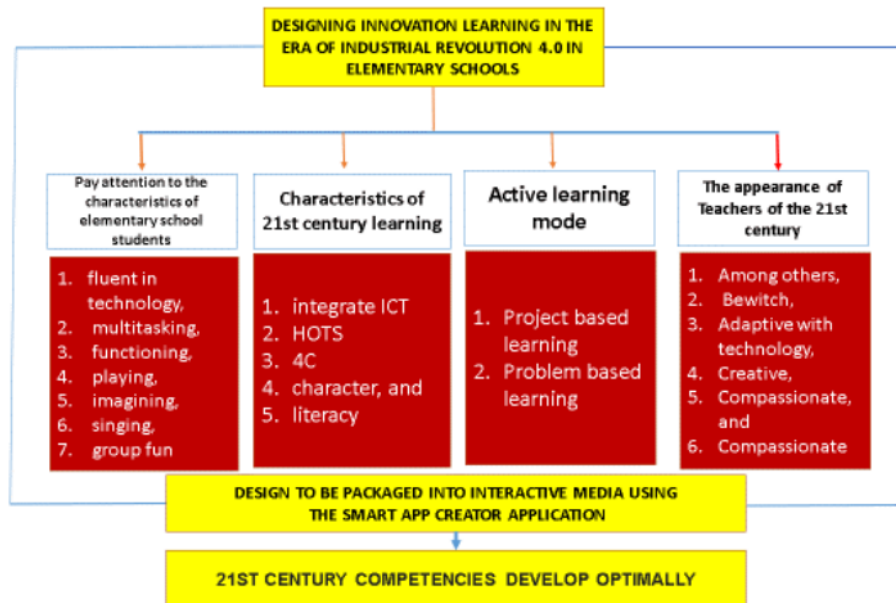 DESIGNING INNOVATION LEARNING IN THE
ERA OF INDUSTRIAL REVOLUTION 4.0 IN
ELEMENTARY SCHOOLS
Pay attention to the
characteristics of
elementary school
students
1. fluent in
technology,
2. multitasking,
3. functioning,
4. playing,
5. imagining,
6. singing,
7. group fun
Characteristics of
21st century learning
1. integrate ICT
2. HOTS
3. 4C
4. character, and
5. literacy
Active learning
mode
1. Project based
learning
2. Problem based
learning
The appearance of
Teachers of the 21st
century
1. Among others,
2. Bewitch,
3. Adaptive with
technology,
4. Creative,
5. Compassionate,
and
6. Compassionate
DESIGN TO BE PACKAGED INTO INTERACTIVE MEDIA USING
THE SMART APP CREATOR APPLICATION
21ST CENTURY COMPETENCIES DEVELOP OPTIMALLY